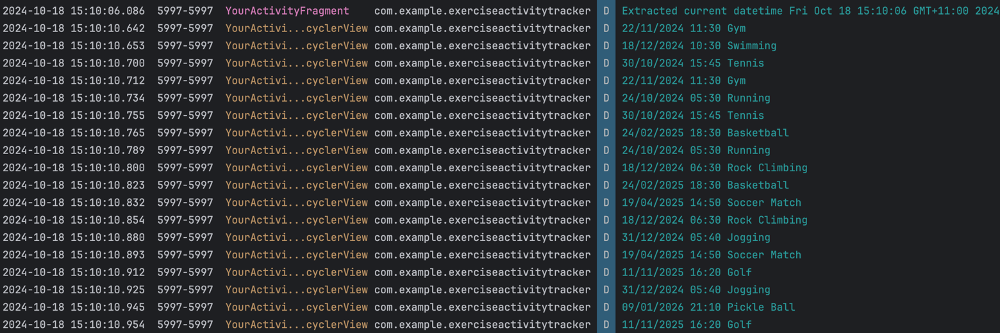 2024-10-18 15:10:06.086 5997-5997 YourActivityFragment com.example.exerciseactivitytracker D Extracted current datetime Fri Oct 18 15:10:06 GMT+11:00 2024
2024-10-18 15:10:10.642 5997-5997 YourActivi...cyclerView com.example.exerciseactivitytracker D 22/11/2024 11:30 Gym
2024-10-18 15:10:10.653 5997-5997 YourActivi...cyclerView com.example.exerciseactivitytracker D 18/12/2024 10:30 Swimming
2024-10-18 15:10:10.700 5997-5997 YourActivi...cyclerView com.example.exerciseactivitytracker D 30/10/2024 15:45 Tennis
2024-10-18 15:10:10.712 5997-5997 YourActivi...cyclerView com.example.exerciseactivitytracker D 22/11/2024 11:30 Gym
2024-10-18 15:10:10.734 5997-5997 YourActivi...cyclerView com.example.exerciseactivitytracker D 24/10/2024 05:30 Running
2024-10-18 15:10:10.755 5997-5997 YourActivi...cyclerView com.example.exerciseactivitytracker D 30/10/2024 15:45 Tennis
2024-10-18 15:10:10.765 5997-5997 YourActivi...cyclerView com.example.exerciseactivitytracker D 24/02/2025 18:30 Basketball
2024-10-18 15:10:10.789 5997-5997 YourActivi...cyclerView com.example.exerciseactivitytracker D 24/10/2024 05:30 Running
2024-10-18 15:10:10.800 5997-5997 YourActivi...cyclerView com.example.exerciseactivitytracker D 18/12/2024 06:30 Rock Climbing
2024-10-18 15:10:10.823 5997-5997 YourActivi...cyclerView com.example.exerciseactivitytracker D 24/02/2025 18:30 Basketball
2024-10-18 15:10:10.832 5997-5997 YourActivi...cyclerView com.example.exerciseactivitytracker D 19/04/2025 14:50 Soccer Match
2024-10-18 15:10:10.854 5997-5997 YourActivi...cyclerView com.example.exerciseactivitytracker D 18/12/2024 06:30 Rock Climbing
2024-10-18 15:10:10.880 5997-5997 YourActivi...cyclerView com.example.exerciseactivitytracker D 31/12/2024 05:40 Jogging
2024-10-18 15:10:10.893 5997-5997 YourActivi...cyclerView com.example.exerciseactivitytracker D 19/04/2025 14:50 Soccer Match
2024-10-18 15:10:10.912 5997-5997 YourActivi...cyclerView com.example.exerciseactivitytracker D 11/11/2025 16:20 Golf
2024-10-18 15:10:10.925 5997-5997 YourActivi...cyclerView com.example.exerciseactivitytracker D 31/12/2024 05:40 Jogging
2024-10-18 15:10:10.945 5997-5997 YourActivi...cyclerView com.example.exerciseactivitytracker D 09/01/2026 21:10 Pickle Ball
2024-10-18 15:10:10.954 5997-5997 YourActivi...cyclerView com.example.exerciseactivitytracker D 11/11/2025 16:20 Golf